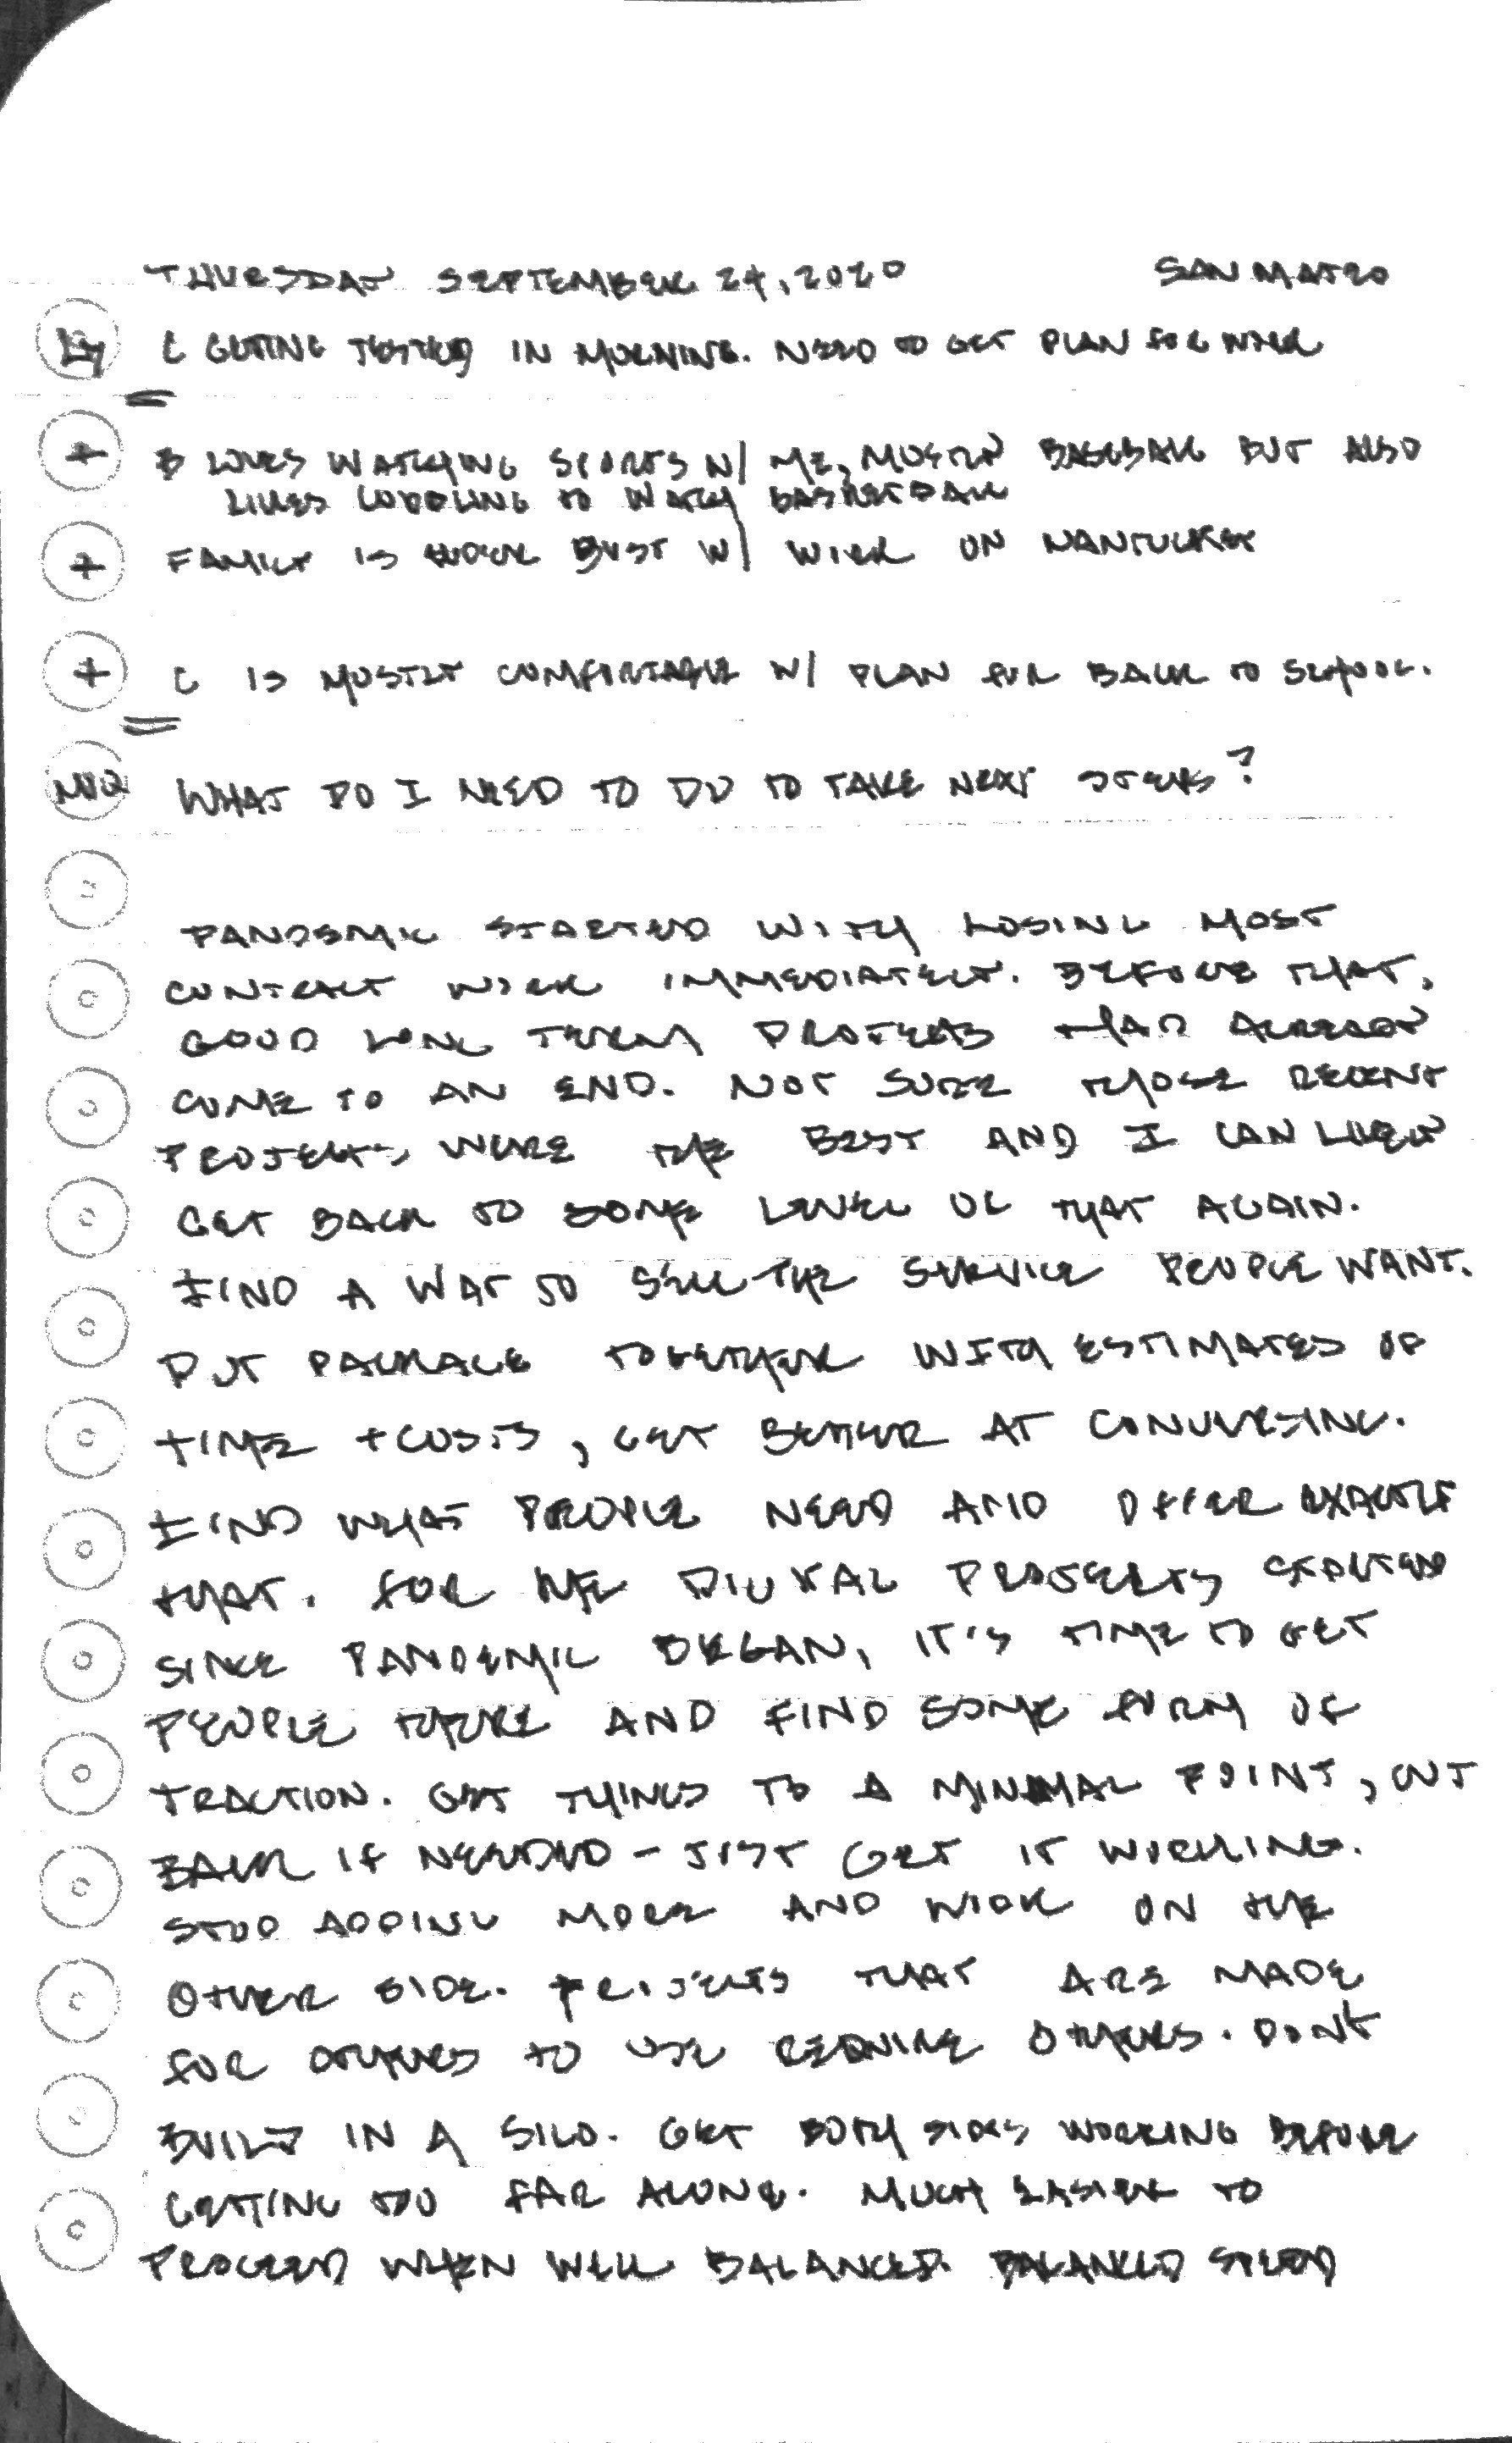 THURSDAY SEPTEMBER 24, 2020 SAN MATEO
C GETTING TESTED IN MORNING. NEED TO GET PLAN FOR WORK
+ B LOVES WATCHING SPORTS W/ ME, MOSTLY BASEBALL BUT ALSO
LIKES CUDDLING TO WATCH BASKETBALL
+ FAMILY IS BUSY W/ WORK ON NANTUCKET
+ C IS MOSTLY COMFORTABLE W/ PLAN FOR BACK TO SCHOOL.
WHAT DO I NEED TO DO TO TAKE NEXT STEPS?
PANDEMIC STARTED WITH LOSING MOST
CONTRACT WORK IMMEDIATELY. BEFORE THAT,
GOOD LONG TERM PROJECTS HAD ALREADY
COME TO AN END. NOT SURE THOSE RECENT
PROJECTS WERE THE BEST AND I CAN LIKELY
GET BACK TO SOME LEVEL OF THAT AGAIN.
FIND A WAY TO SELL THE SERVICE PEOPLE WANT.
PUT PACKAGE TOGETHER WITH ESTIMATES OF
TIME + COSTS, GET BETTER AT CONVERSING.
FIND WHAT PEOPLE NEED AND OFFER EXACTLY
THAT. FOR THE DIGITAL PROJECTS STARTED
SINCE PANDEMIC BEGAN, IT'S TIME TO GET
PEOPLE THERE AND FIND SOME FORM OF
TRACTION. GET THINGS TO A MINIMAL POINT, CUT
BACK IF NEEDED - JUST GET IT WORKING.
STOP ADDING MORE AND WORK ON THE
OTHER SIDE. PROJECTS THAT ARE MADE
FOR OTHERS TO USE REQUIRE OTHERS. DON'T
BUILD IN A SILO. GET BOTH SIDES WORKING BEFORE
GETTING TOO FAR ALONG. MUCH EASIER TO
PROCEED WHEN WELL BALANCED. BALANCED SPEED